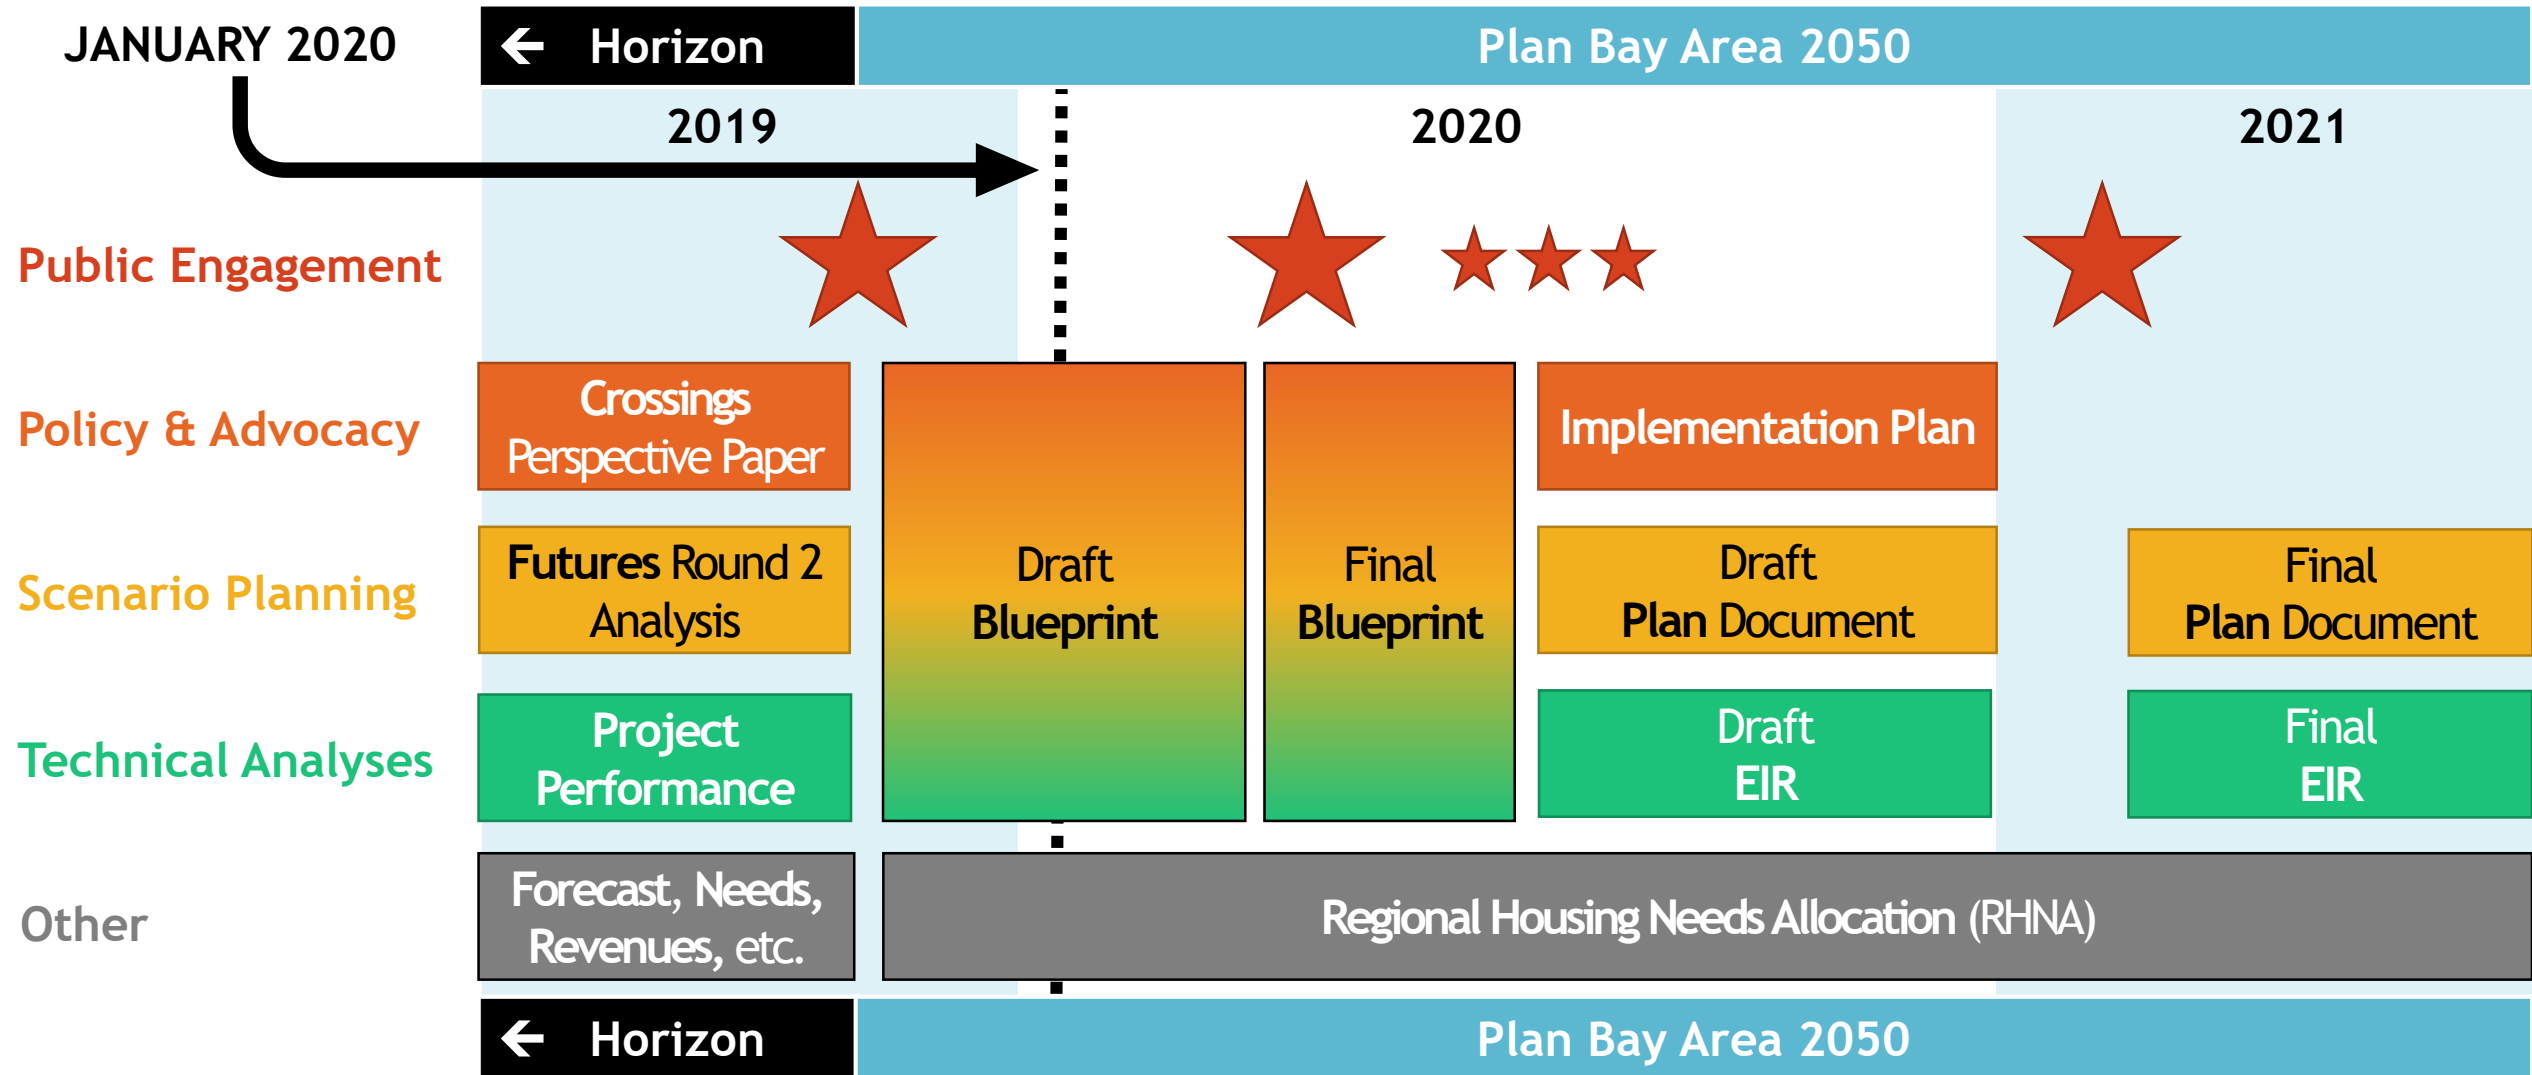 JANUARY 2020
Horizon
Plan Bay Area 2050
2019
2020
2021
Public Engagement
Policy & Advocacy
Crossings
Perspective Paper
Implementation Plan
Scenario Planning
Futures Round 2
Analysis
Draft
Blueprint
Final
Blueprint
Draft
Plan Document
Final
Plan Document
Technical Analyses
Project
Performance
Draft
EIR
Final
EIR
Other
Forecast, Needs,
Revenues, etc.
Regional Housing Needs Allocation (RHNA)
Horizon
Plan Bay Area 2050